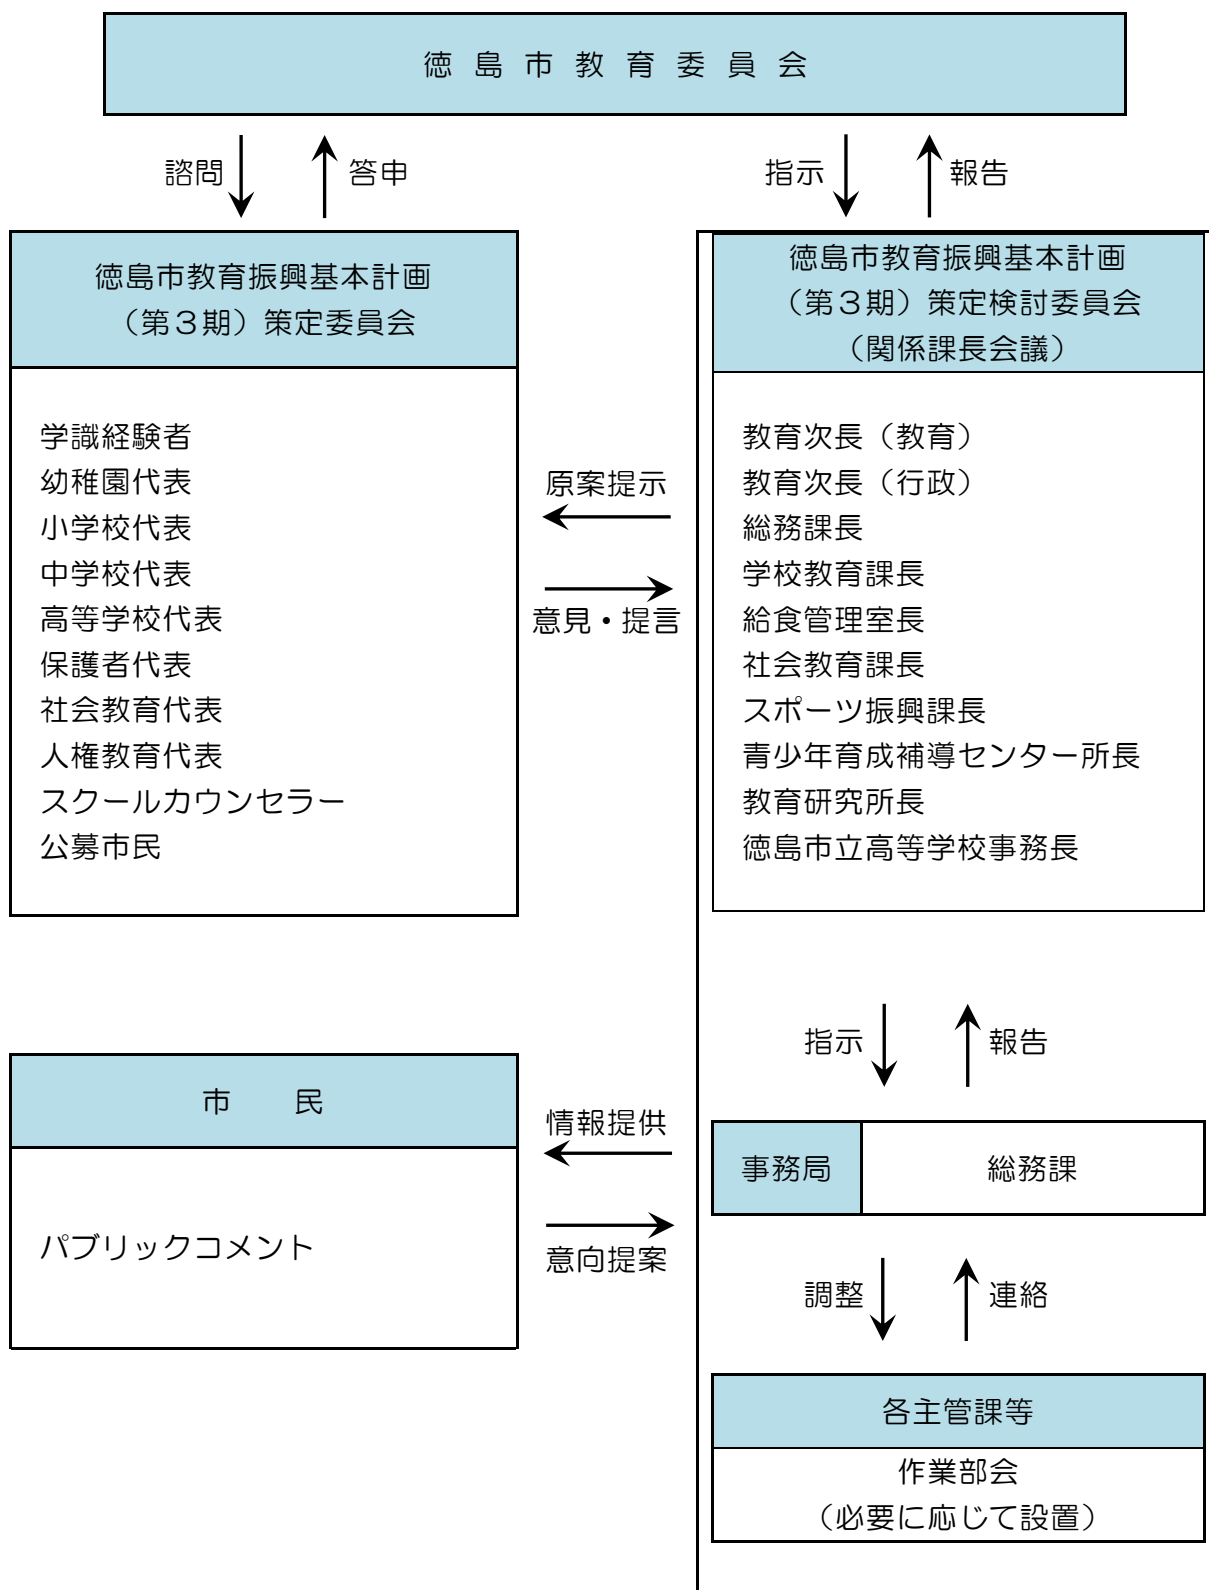 徳島市教育委員会
諮問
答申
指示
報告
徳島市教育振興基本計画
（第３期）策定委員会
学識経験者
幼稚園代表
小学校代表
中学校代表
高等学校代表
保護者代表
社会教育代表
人権教育代表
スクールカウンセラー
公募市民
原案提示
意見・提言
徳島市教育振興基本計画
（第３期）策定検討委員会
（関係課長会議）
教育次長（教育）
教育次長（行政）
総務課長
学校教育課長
給食管理室長
社会教育課長
スポーツ振興課長
青少年育成補導センター所長
教育研究所長
徳島市立高等学校事務長
指示
報告
市　　民
パブリックコメント
情報提供
意向提案
事務局
総務課
調整
連絡
各主管課等
作業部会
（必要に応じて設置）